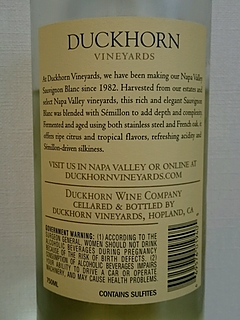 DUCKHORN
VINEYARDS
At Duckhorn Vineyards, we have been making our Napa Valley
Sauvignon Blanc since 1982. Harvested from our estates and
select Napa Valley vineyards, this rich and elegant Sauvignon
Blanc was blended with Sémillon to add depth and complexity.
Fermented and aged using both stainless steel and French oak, it
offers ripe citrus and tropical flavors, refreshing acidity and
Sémillon-driven silkiness.
VISIT US IN NAPA VALLEY OR ONLINE AT
DUCKHORNVINEYARDS.COM
DUCKHORN WINE COMPANY
CELLARED & BOTTLED BY
DUCKHORN VINEYARDS, HOPLAND, CA
GOVERNMENT WARNING: (1) ACCORDING TO THE
SURGEON GENERAL, WOMEN SHOULD NOT DRINK
ALCOHOLIC BEVERAGES DURING PREGNANCY
BECAUSE OF THE RISK OF BIRTH DEFECTS. (2)
CONSUMPTION OF ALCOHOLIC BEVERAGES IMPAIRS
YOUR ABILITY TO DRIVE A CAR OR OPERATE
MACHINERY, AND MAY CAUSE HEALTH PROBLEMS.
750ML
CONTAINS SULFITES